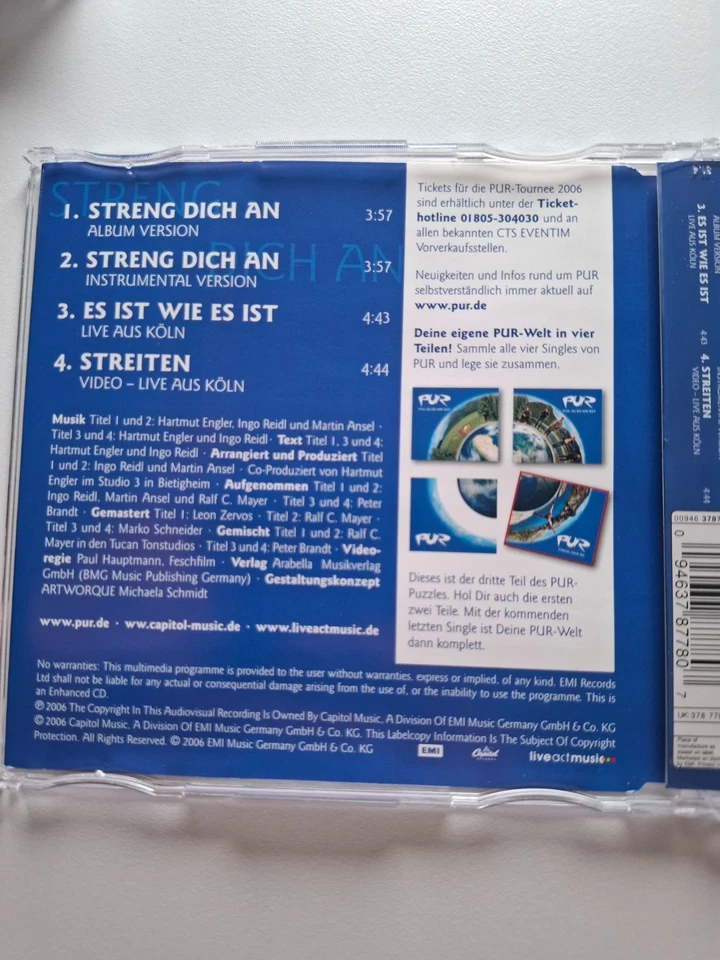 STRENG
DICH AN
1. STRENG DICH AN 3:57
ALBUM VERSION
2. STRENG DICH AN 3:57
INSTRUMENTAL VERSION
3. ES IST WIE ES IST 4:43
LIVE AUS KÖLN
4. STREITEN 4:44
VIDEO – LIVE AUS KÖLN
Musik Titel 1 und 2: Hartmut Engler, Ingo Reidl und Martin Ansel ·
Titel 3 und 4: Hartmut Engler und Ingo Reidl · Text Titel 1, 3 und 4:
Hartmut Engler und Ingo Reidl · Arrangiert und Produziert Titel
1 und 2: Ingo Reidl und Martin Ansel · Co-Produziert von Hartmut
Engler im Studio 3 in Bietigheim · Aufgenommen Titel 1 und 2:
Ingo Reidl, Martin Ansel und Ralf C. Mayer · Titel 3 und 4: Peter
Brandt · Gemastert Titel 1: Leon Zervos · Titel 2: Ralf C. Mayer ·
Titel 3 und 4: Marko Schneider · Gemischt Titel 1 und 2: Ralf C.
Mayer in den Tucan Tonstudios · Titel 3 und 4: Peter Brandt · Video-
regie Paul Hauptmann, Feschfilm · Verlag Arabella Musikverlag
GmbH (BMG Music Publishing Germany) · Gestaltungskonzept
ARTWORQUE Michaela Schmidt
www.pur.de · www.capitol-music.de · www.liveactmusic.de
Tickets für die PUR-Tournee 2006
sind erhältlich unter der Ticket-
hotline 01805-304030 und an
allen bekannten CTS EVENTIM
Vorverkaufsstellen.
Neuigkeiten und Infos rund um PUR
selbstverständlich immer aktuell auf
www.pur.de
Deine eigene PUR-Welt in vier
Teilen! Sammle alle vier Singles von
PUR und lege sie zusammen.
PUR
PUR
PUR
PUR
Dieses ist der dritte Teil des PUR-
Puzzles. Hol Dir auch die ersten
zwei Teile. Mit der kommenden
letzten Single ist Deine PUR-Welt
dann komplett.
No warranties: This multimedia programme is provided to the user without warranties, express or implied, of any kind. EMI Records
Ltd shall not be liable for any actual or consequential damage arising from the use of, or the inability to use the programme. This is
an Enhanced CD.
℗ 2006 The Copyright In This Audiovisual Recording Is Owned By Capitol Music, A Division Of EMI Music Germany GmbH & Co. KG
© 2006 Capitol Music, A Division Of EMI Music Germany GmbH & Co. KG. This Labelcopy Information Is The Subject Of Copyright
Protection. All Rights Reserved. © 2006 EMI Music Germany GmbH & Co. KG
EMI
Capitol
liveactmusic
ALBUM VERSION
3. ES IST WIE ES IST 4:43
LIVE AUS KÖLN
4. STREITEN 4:44
VIDEO – LIVE AUS KÖLN
00946 378
0 94637 87780 7
UK: 378 77